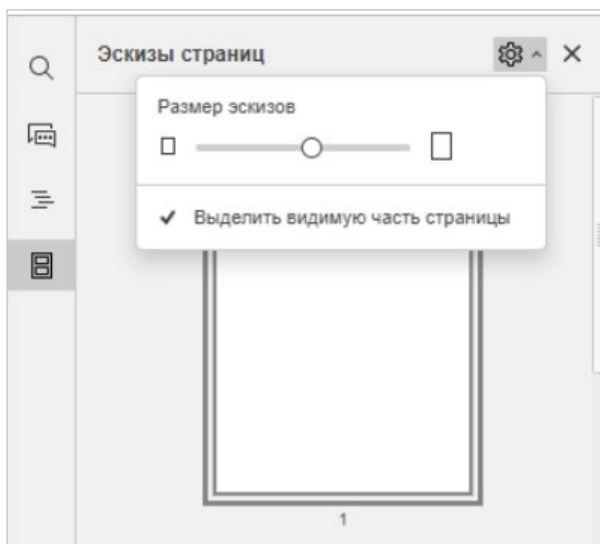 Эскизы страниц
Размер эскизов
Выделить видимую часть страницы
1